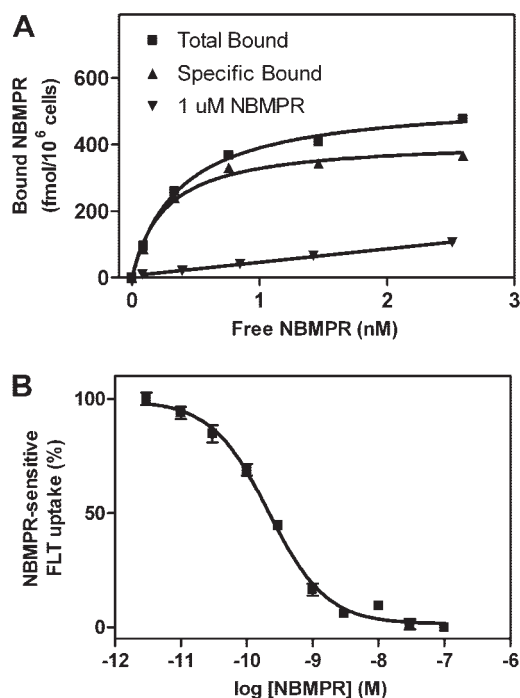 A
Total Bound
Specific Bound
1 uM NBMPR
Bound NBMPR
(fmol/10⁶ cells)
600
400
200
0
0
1
2
3
Free NBMPR (nM)
B
NBMPR-sensitive
FLT uptake (%)
100
50
0
-12
-11
-10
-9
-8
-7
-6
log [NBMPR] (M)